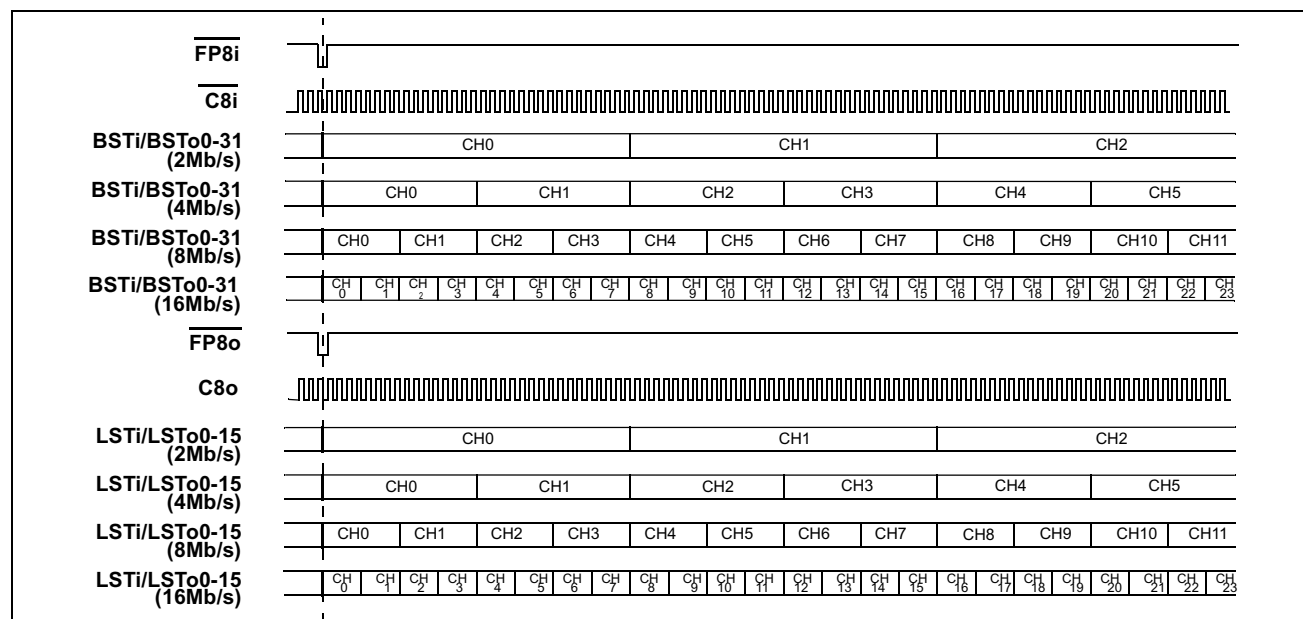 FP8i
C8i
BSTi/BSTo0-31
(2Mb/s)
CH0 CH1 CH2
BSTi/BSTo0-31
(4Mb/s)
CH0 CH1 CH2 CH3 CH4 CH5
BSTi/BSTo0-31
(8Mb/s)
CH0 CH1 CH2 CH3 CH4 CH5 CH6 CH7 CH8 CH9 CH10 CH11
BSTi/BSTo0-31
(16Mb/s)
CH CH CH CH CH CH CH CH CH CH CH CH CH CH CH CH CH CH CH CH CH CH CH CH
0 1 2 3 4 5 6 7 8 9 10 11 12 13 14 15 16 17 18 19 20 21 22 23
FP8o
C8o
LSTi/LSTo0-15
(2Mb/s)
CH0 CH1 CH2
LSTi/LSTo0-15
(4Mb/s)
CH0 CH1 CH2 CH3 CH4 CH5
LSTi/LSTo0-15
(8Mb/s)
CH0 CH1 CH2 CH3 CH4 CH5 CH6 CH7 CH8 CH9 CH10 CH11
LSTi/LSTo0-15
(16Mb/s)
CH CH CH CH CH CH CH CH CH CH CH CH CH CH CH CH CH CH CH CH CH CH CH CH
0 1 2 3 4 5 6 7 8 9 10 11 12 13 14 15 16 17 18 19 20 21 22 23